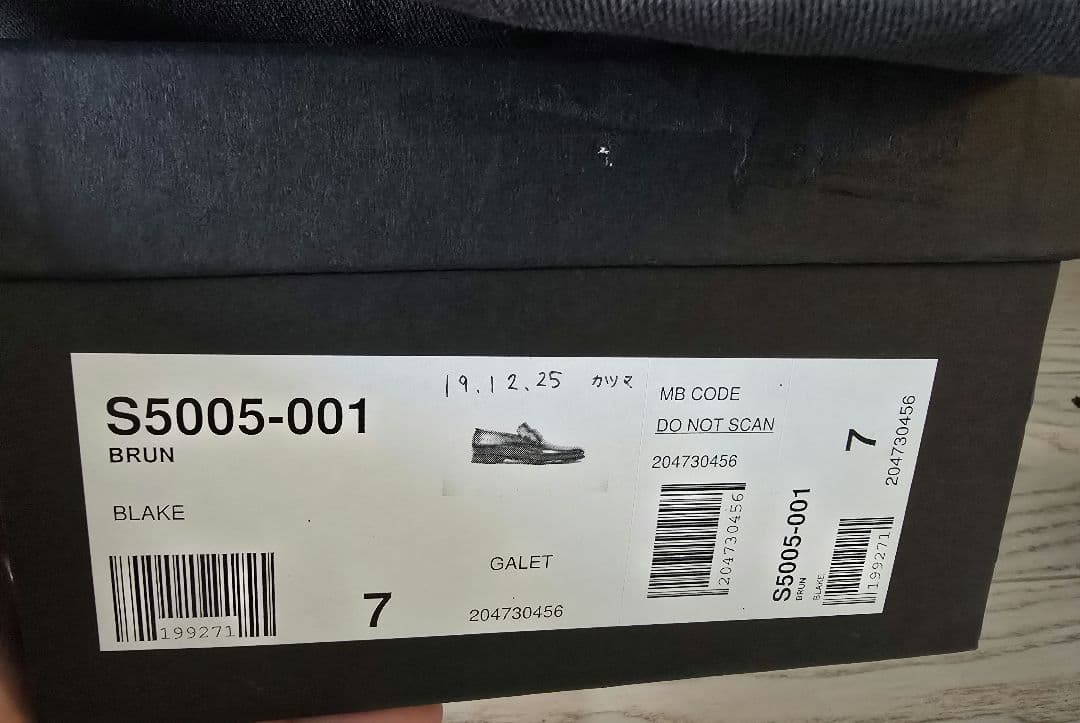 S5005-001
BRUN
BLAKE
199271
7
19.12.25 カツマ
GALET
204730456
MB CODE
DO NOT SCAN
204730456
204730456
7
204730456
S5005-001
BRUN
BLAKE
199271